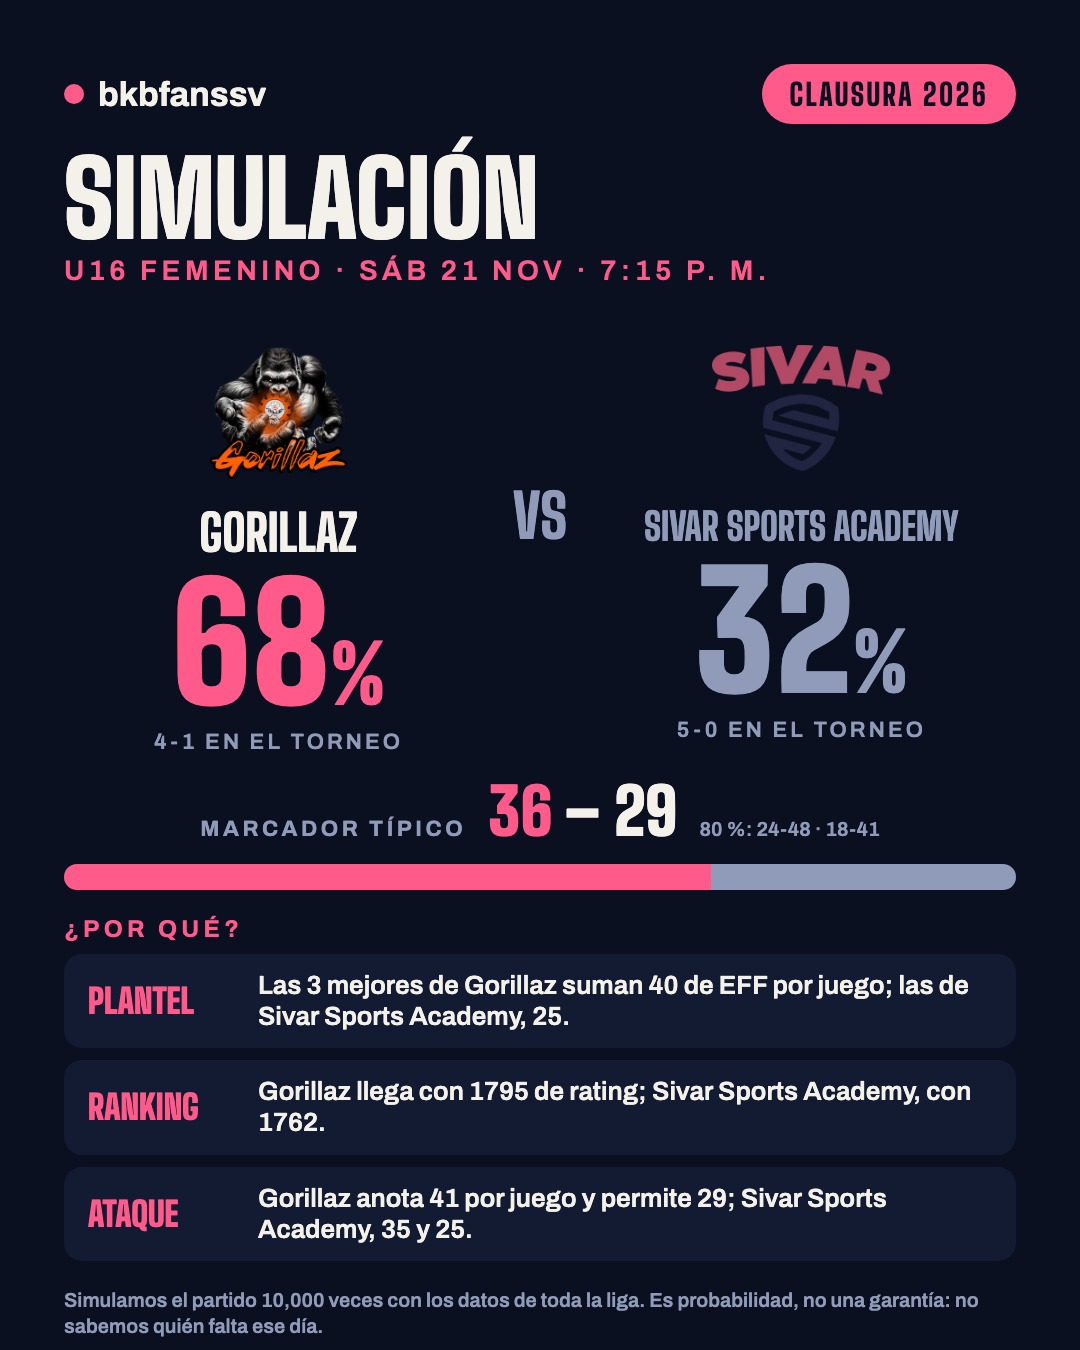 bkbfanssv
CLAUSURA 2026
SIMULACIÓN
U16 FEMENINO · SÁB 21 NOV · 7:15 P. M.
Gorillaz
SIVAR
S
GORILLAZ
VS
SIVAR SPORTS ACADEMY
68%
32%
4-1 EN EL TORNEO
5-0 EN EL TORNEO
MARCADOR TÍPICO 36 – 29 80 %: 24-48 · 18-41
¿POR QUÉ?
PLANTEL
Las 3 mejores de Gorillaz suman 40 de EFF por juego; las de
Sivar Sports Academy, 25.
RANKING
Gorillaz llega con 1795 de rating; Sivar Sports Academy, con
1762.
ATAQUE
Gorillaz anota 41 por juego y permite 29; Sivar Sports
Academy, 35 y 25.
Simulamos el partido 10,000 veces con los datos de toda la liga. Es probabilidad, no una garantía: no
sabemos quién falta ese día.